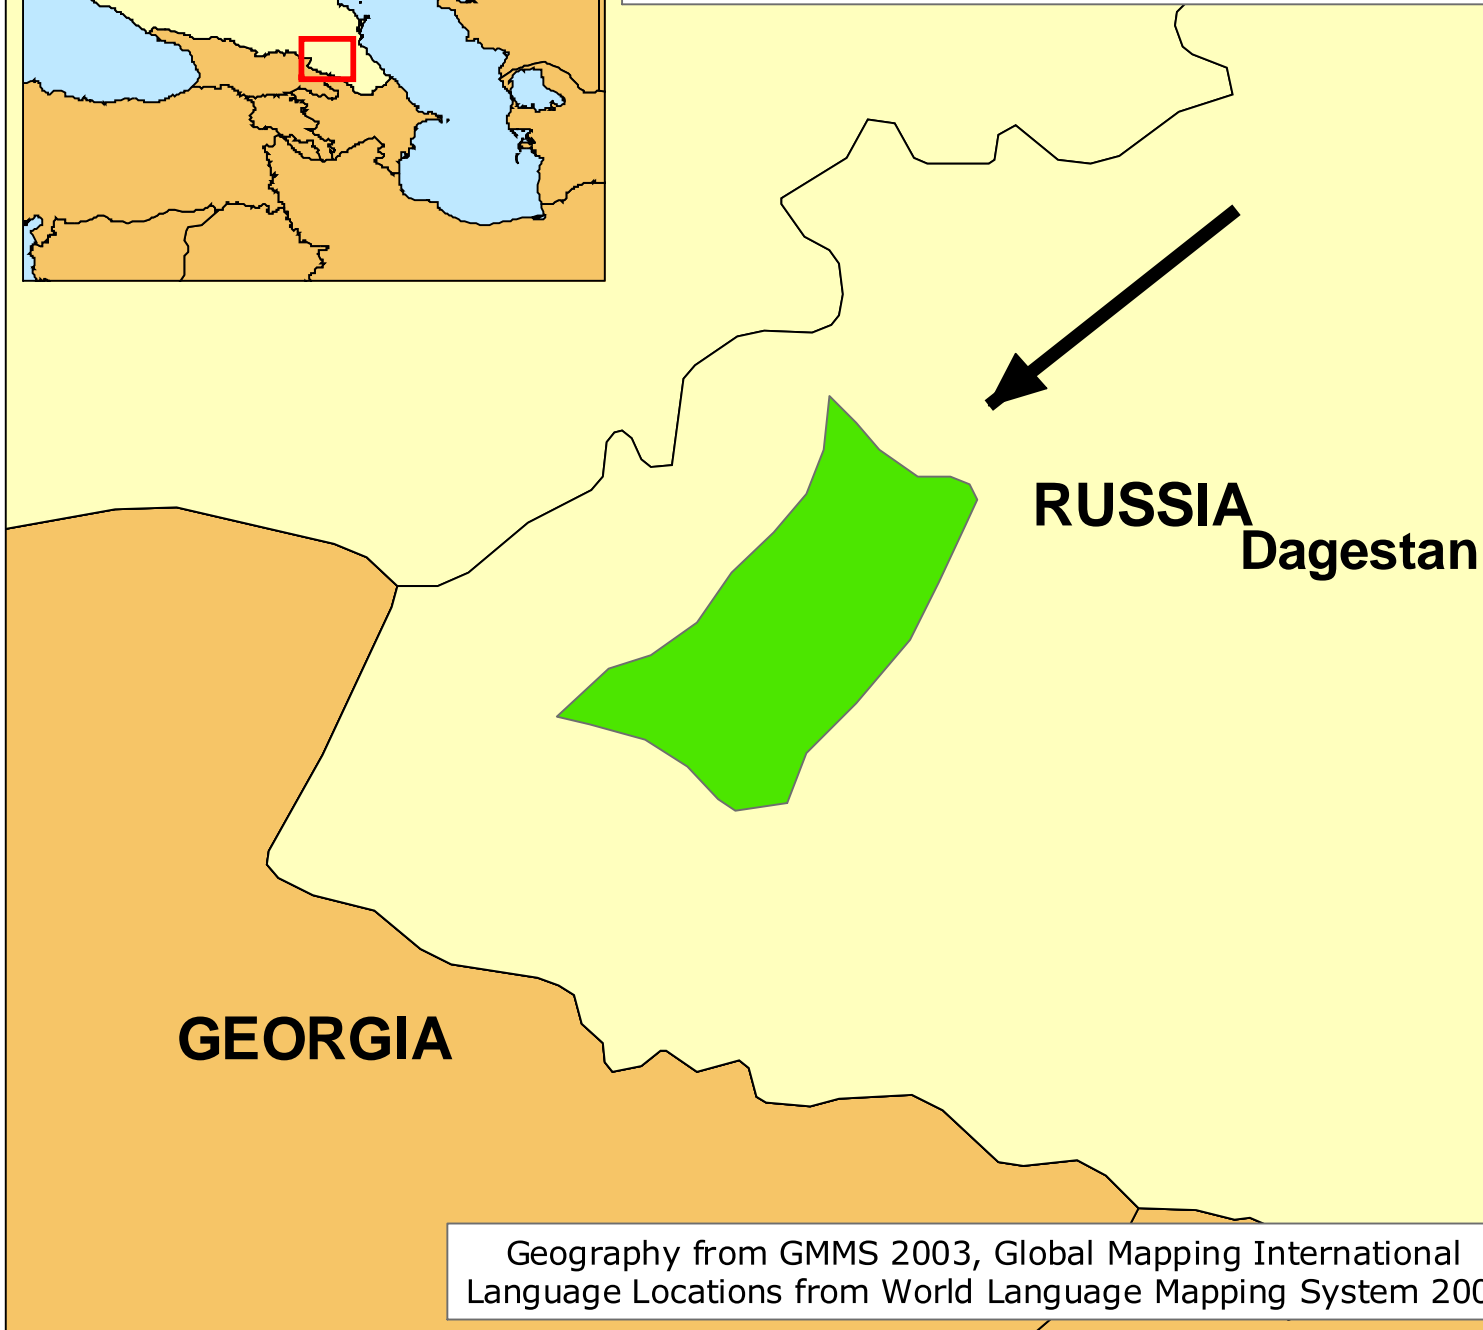 RUSSIA
Dagestan
GEORGIA
Geography from GMMS 2003, Global Mapping International
Language Locations from World Language Mapping System